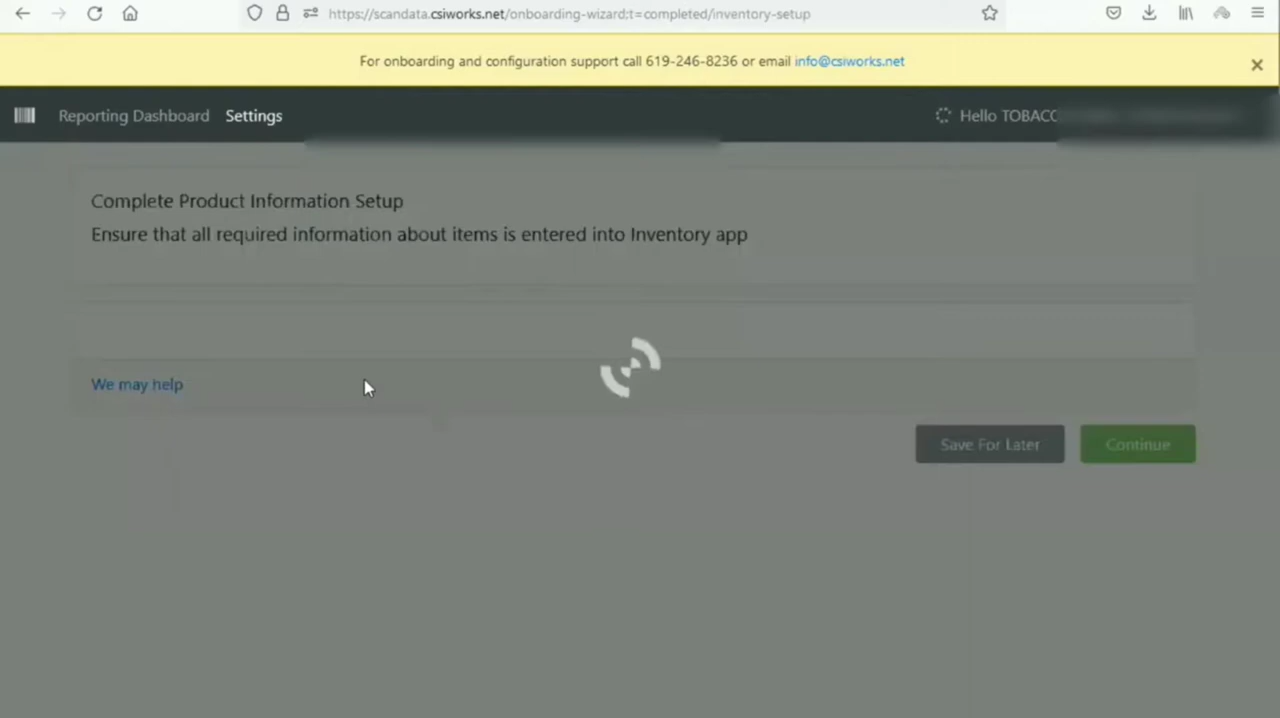 https://scandata.csiworks.net/onboarding-wizard;t=completed/inventory-setup
For onboarding and configuration support call 619-246-8236 or email info@csiworks.net
Reporting Dashboard Settings Hello TOBACC
Complete Product Information Setup
Ensure that all required information about items is entered into Inventory app
We may help
Save For Later Continue